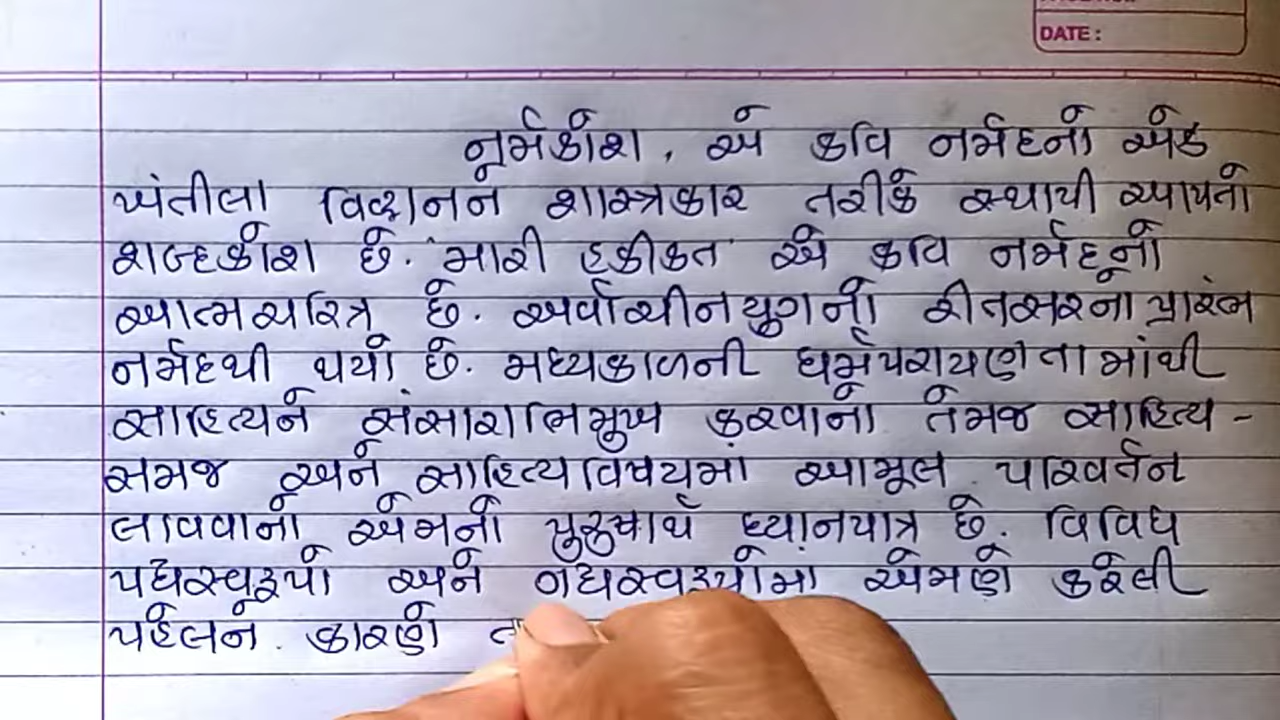 DATE :
નર્મકોશ, એ કવિ નર્મદનો એક
ખંતીલા વિદ્વાનને શાસ્ત્રકાર તરીકે સ્થાપી આપતો
શબ્દકોશ છે. 'મારી હકીકત' એ કવિ નર્મદનો
આત્મચરિત્ર છે. અર્વાચીનયુગની રીતસરનો પ્રારંભ
નર્મદથી થયો છે. મધ્યકાળની ધર્મપરાયણતામાંથી
સાહિત્યને સંસારાભિમુખ કરવાનો તેમજ સાહિત્ય -
સમજ અને સાહિત્યવિષયમાં આમૂલ પરિવર્તન
લાવવાનો એમનો પુરુષાર્થ ધ્યાનપાત્ર છે. વિવિધ
પદ્યસ્વરૂપો અને ગદ્યસ્વરૂપોમાં એમણે કરેલી
પહેલને કારણે